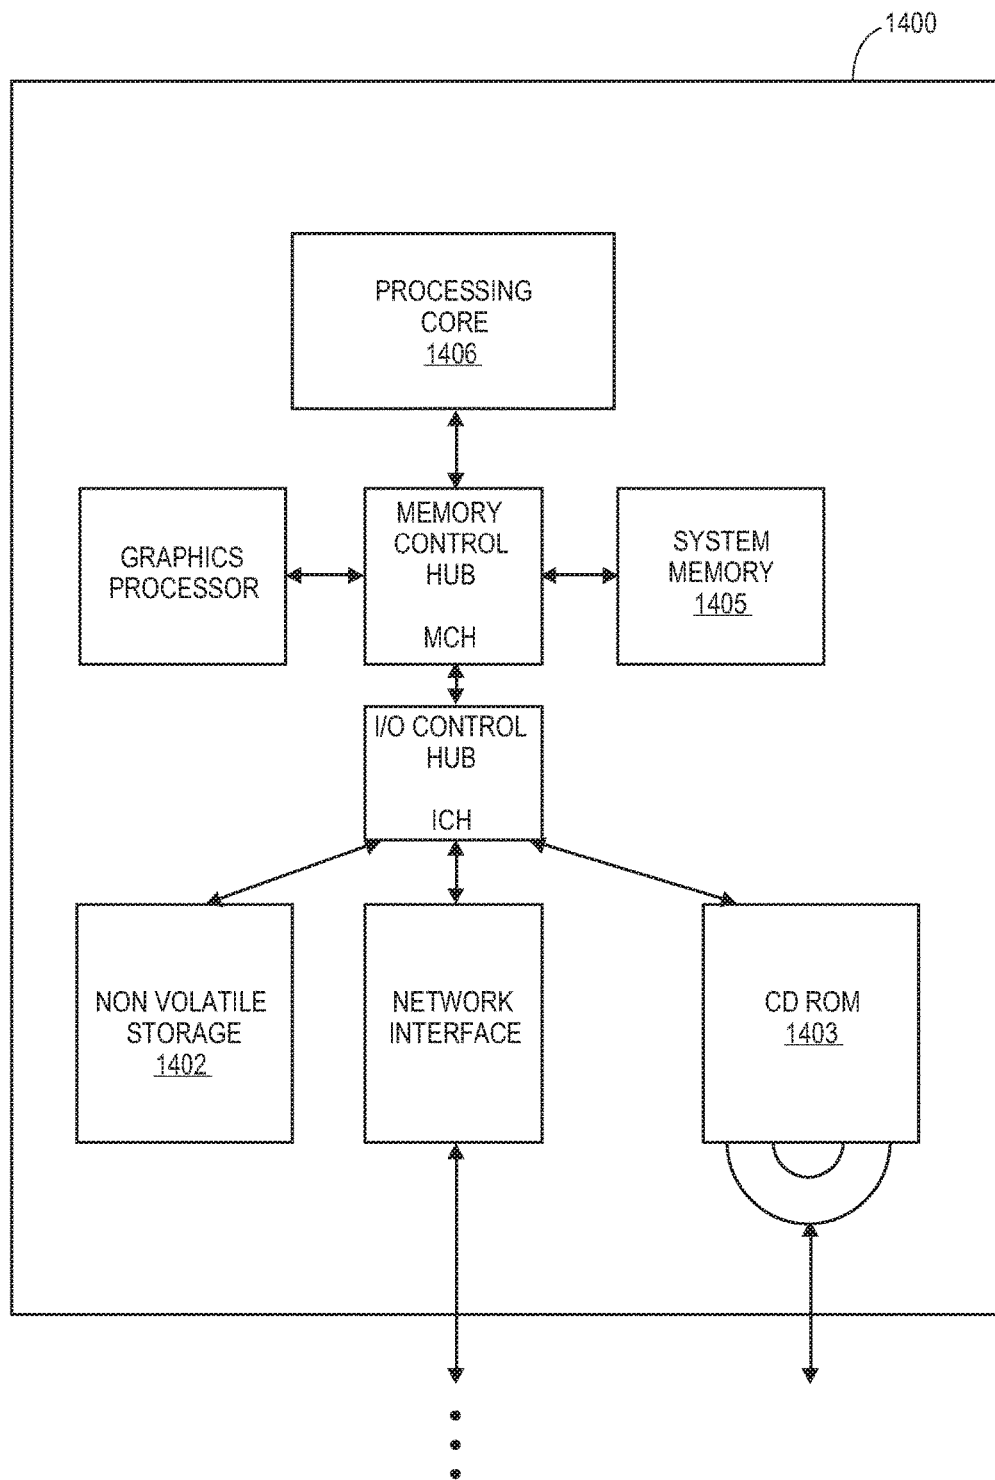 1400
PROCESSING
CORE
1406
GRAPHICS
PROCESSOR
MEMORY
CONTROL
HUB
MCH
SYSTEM
MEMORY
1405
I/O CONTROL
HUB
ICH
NON VOLATILE
STORAGE
1402
NETWORK
INTERFACE
CD ROM
1403